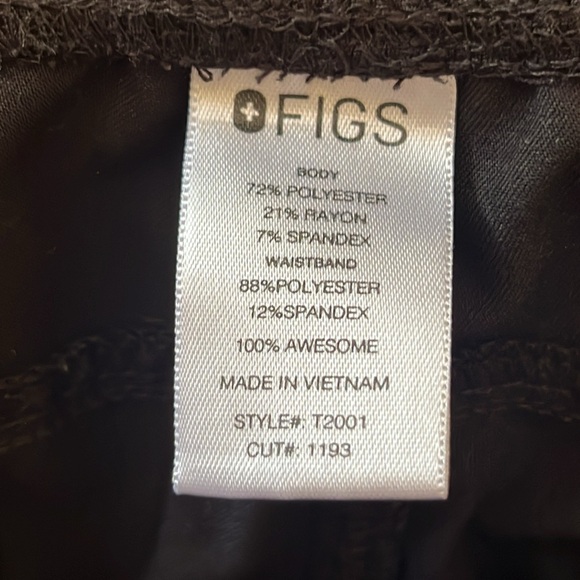 FIGS
BODY
72% POLYESTER
21% RAYON
7% SPANDEX
WAISTBAND
88%POLYESTER
12%SPANDEX
100% AWESOME
MADE IN VIETNAM
STYLE#: T2001
CUT#: 1193